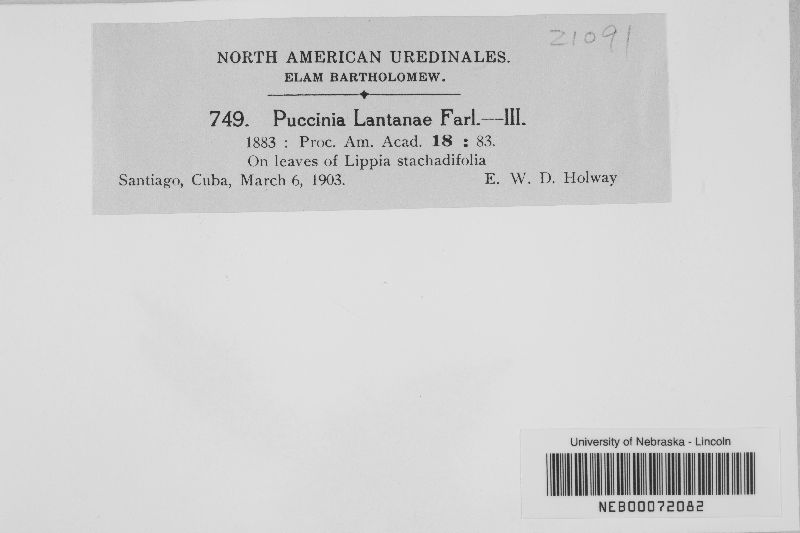 21091
NORTH AMERICAN UREDINALES.
ELAM BARTHOLOMEW.
749. Puccinia Lantanae Farl.—III.
1883 : Proc. Am. Acad. 18 : 83.
On leaves of Lippia stachadifolia
Santiago, Cuba, March 6, 1903. E. W. D. Holway
University of Nebraska - Lincoln
NEB00072082